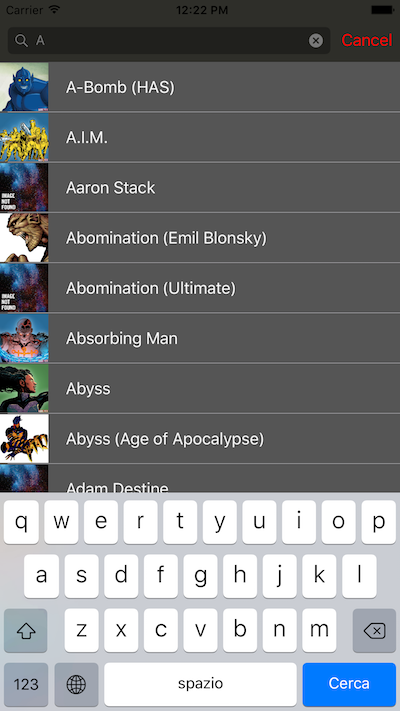 Carrier 12:22 PM
A Cancel
A-Bomb (HAS)
A.I.M.
Aaron Stack
IMAGE
NOT
FOUND
Abomination (Emil Blonsky)
Abomination (Ultimate)
IMAGE
NOT
FOUND
Absorbing Man
Abyss
Abyss (Age of Apocalypse)
Adam Destine
q w e r t y u i o p
a s d f g h j k l
z x c v b n m
123 spazio Cerca